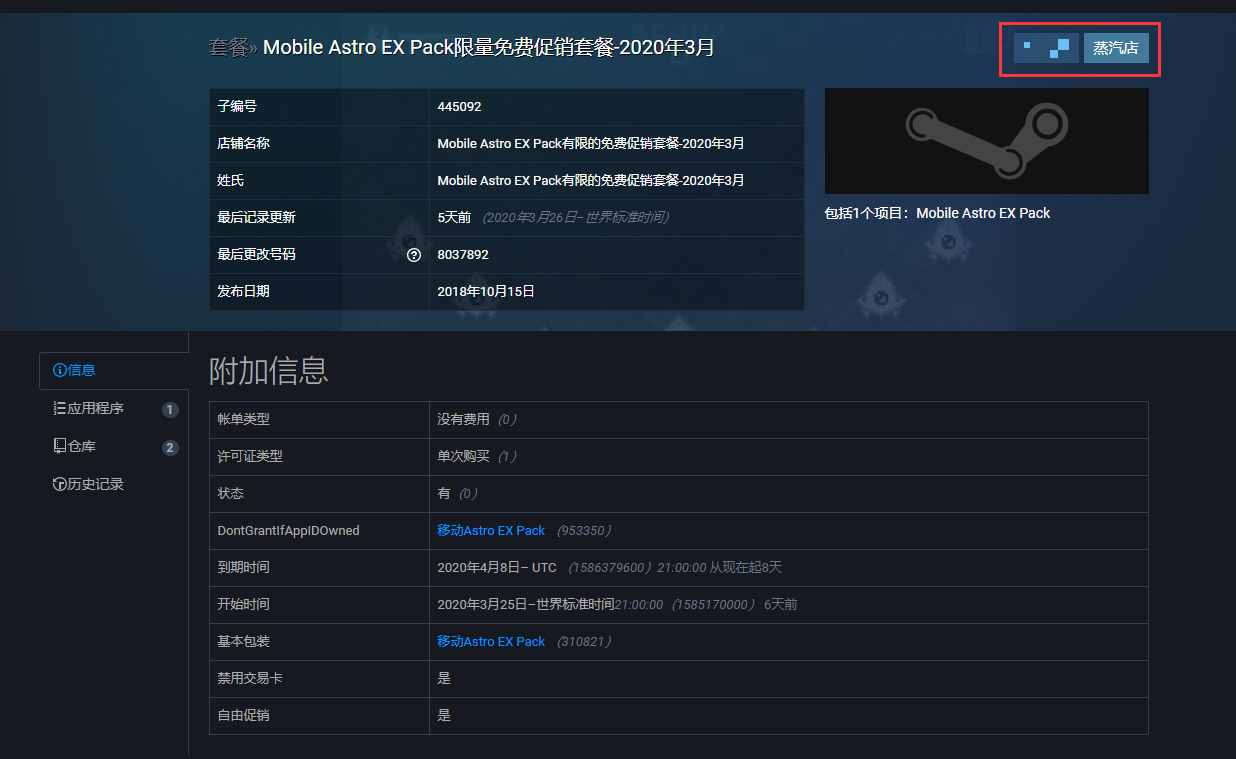 套餐» Mobile Astro EX Pack限量免费促销套餐-2020年3月
蒸汽店
子编号 445092
店铺名称 Mobile Astro EX Pack有限的免费促销套餐-2020年3月
姓氏 Mobile Astro EX Pack有限的免费促销套餐-2020年3月
最后记录更新 5天前 （2020年3月26日–世界标准时间）
最后更改号码 8037892
发布日期 2018年10月15日
包括1个项目：Mobile Astro EX Pack
信息
应用程序 1
仓库 2
历史记录
附加信息
帐单类型 没有费用 （0）
许可证类型 单次购买 （1）
状态 有 （0）
DontGrantIfAppIDOwned 移动Astro EX Pack （953350）
到期时间 2020年4月8日– UTC （1586379600）21:00:00 从现在起8天
开始时间 2020年3月25日–世界标准时间21:00:00 （1585170000） 6天前
基本包装 移动Astro EX Pack （310821）
禁用交易卡 是
自由促销 是